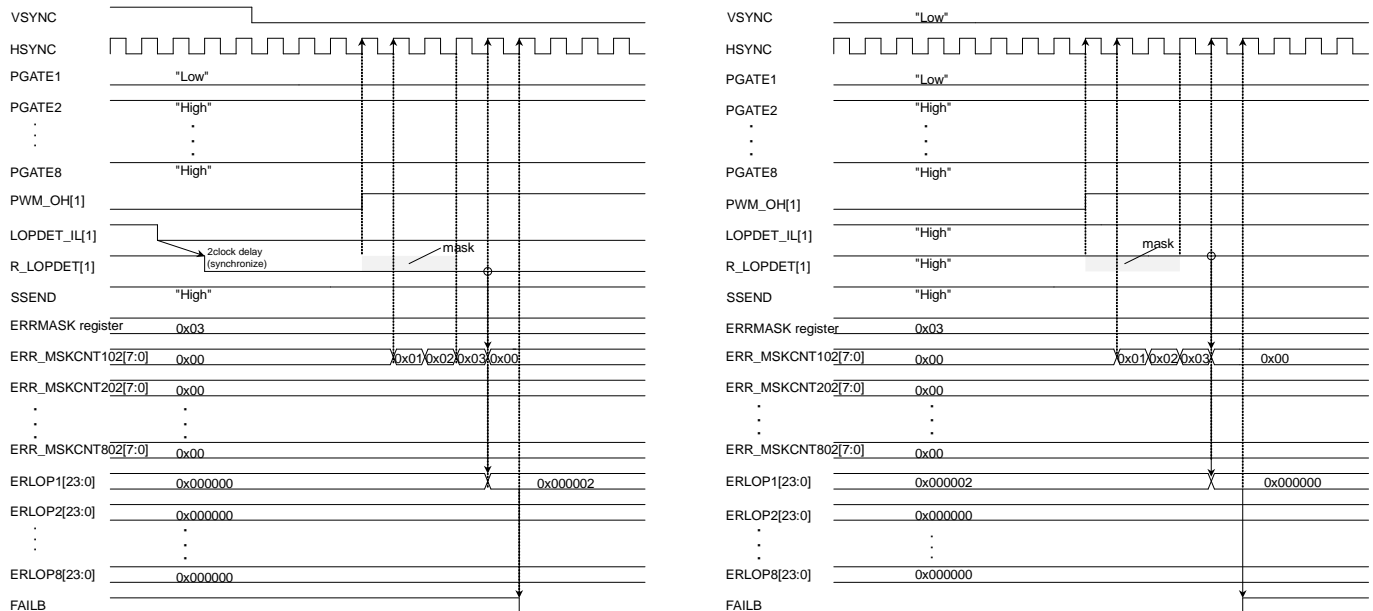 VSYNC
HSYNC
PGATE1 "Low"
PGATE2 "High"
PGATE8 "High"
PWM_OH[1]
LOPDET_IL[1]
2clock delay
(synchronize)
mask
R_LOPDET[1]
SSEND "High"
ERRMASK register 0x03
ERR_MSKCNT102[7:0] 0x00 0x01 0x02 0x03 0x00
ERR_MSKCNT202[7:0] 0x00
ERR_MSKCNT802[7:0] 0x00
ERLOP1[23:0] 0x000000 0x000002
ERLOP2[23:0] 0x000000
ERLOP8[23:0] 0x000000
FAILB
VSYNC "Low"
HSYNC
PGATE1 "Low"
PGATE2 "High"
PGATE8 "High"
PWM_OH[1]
LOPDET_IL[1] "High"
mask
R_LOPDET[1] "High"
SSEND "High"
ERRMASK register 0x03
ERR_MSKCNT102[7:0] 0x00 0x01 0x02 0x03 0x00
ERR_MSKCNT202[7:0] 0x00
ERR_MSKCNT802[7:0] 0x00
ERLOP1[23:0] 0x000002 0x000000
ERLOP2[23:0] 0x000000
ERLOP8[23:0] 0x000000
FAILB